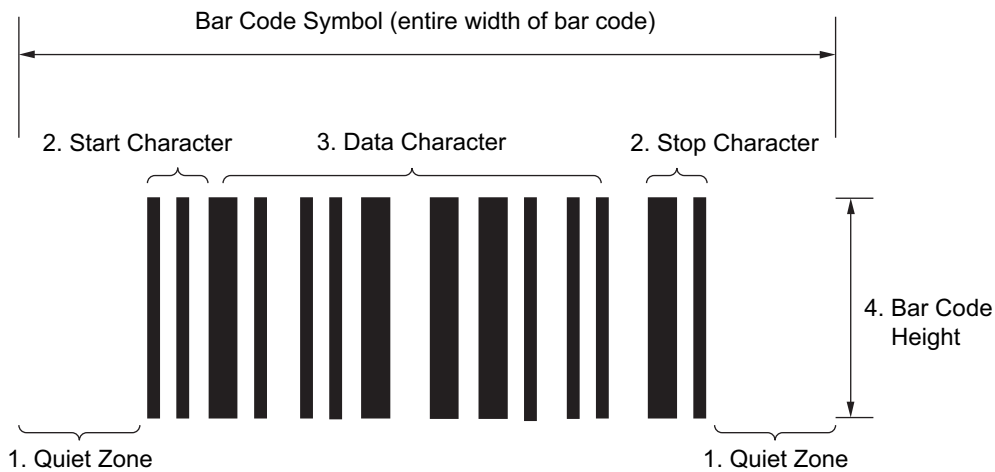 Bar Code Symbol (entire width of bar code)
2. Start Character
3. Data Character
2. Stop Character
4. Bar Code
Height
1. Quiet Zone
1. Quiet Zone